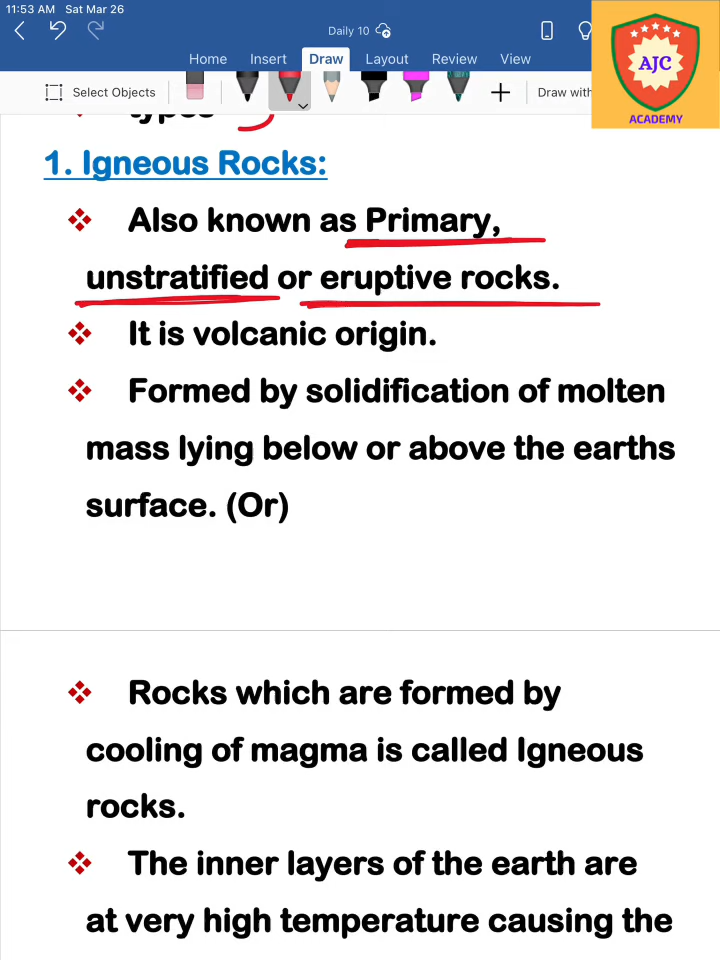 11:53 AM Sat Mar 26
Daily 10
Home Insert Draw Layout Review View
Select Objects
Draw with
AJC
ACADEMY
types
1. Igneous Rocks:
Also known as Primary,
unstratified or eruptive rocks.
It is volcanic origin.
Formed by solidification of molten
mass lying below or above the earths
surface. (Or)
Rocks which are formed by
cooling of magma is called Igneous
rocks.
The inner layers of the earth are
at very high temperature causing the